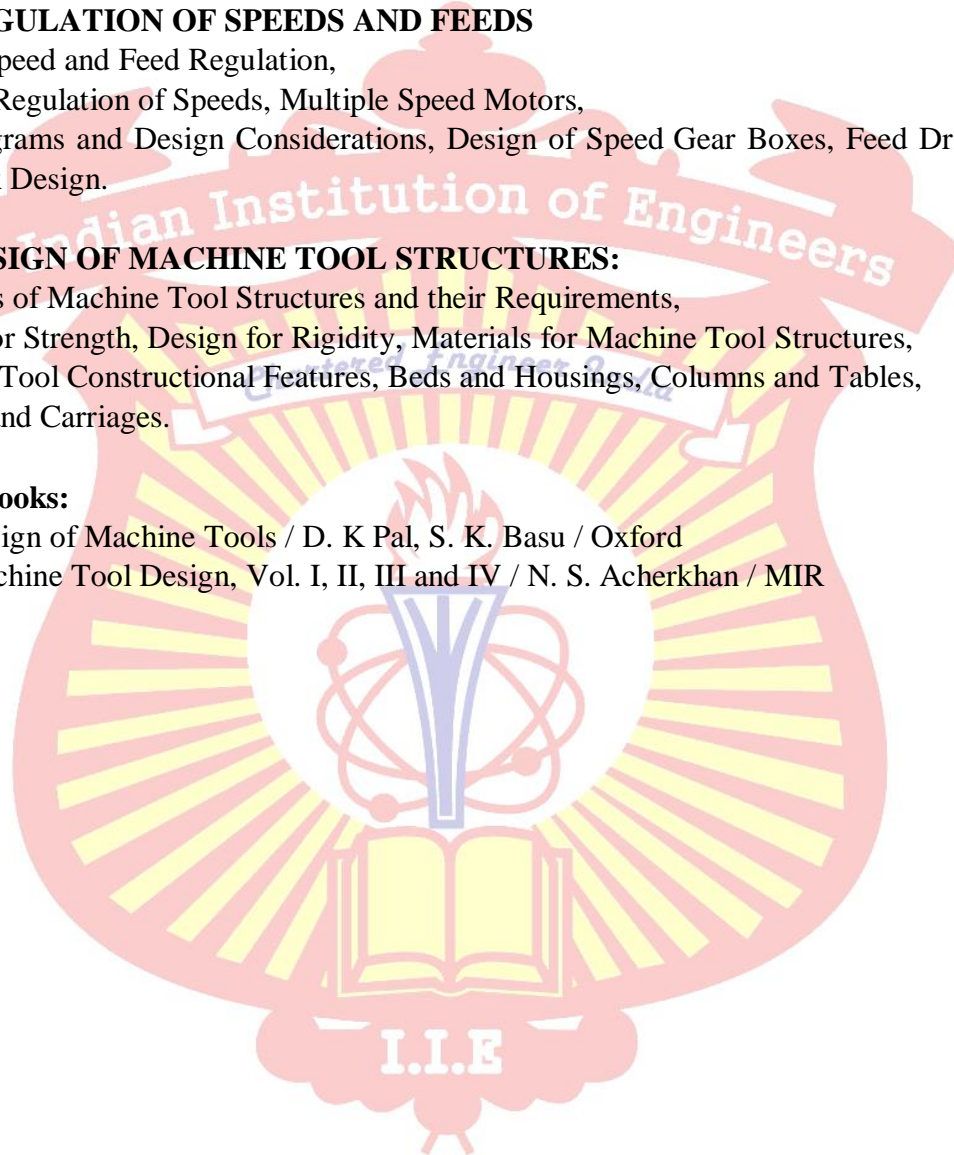 GULATION OF SPEEDS AND FEEDS
peed and Feed Regulation,
Regulation of Speeds, Multiple Speed Motors,
grams and Design Considerations, Design of Speed Gear Boxes, Feed Dr
Design.
Indian Institution of Engineers
SIGN OF MACHINE TOOL STRUCTURES:
s of Machine Tool Structures and their Requirements,
or Strength, Design for Rigidity, Materials for Machine Tool Structures,
Chartered Engineer India
Tool Constructional Features, Beds and Housings, Columns and Tables,
nd Carriages.
ooks:
sign of Machine Tools / D. K Pal, S. K. Basu / Oxford
chine Tool Design, Vol. I, II, III and IV / N. S. Acherkhan / MIR
I.I.E